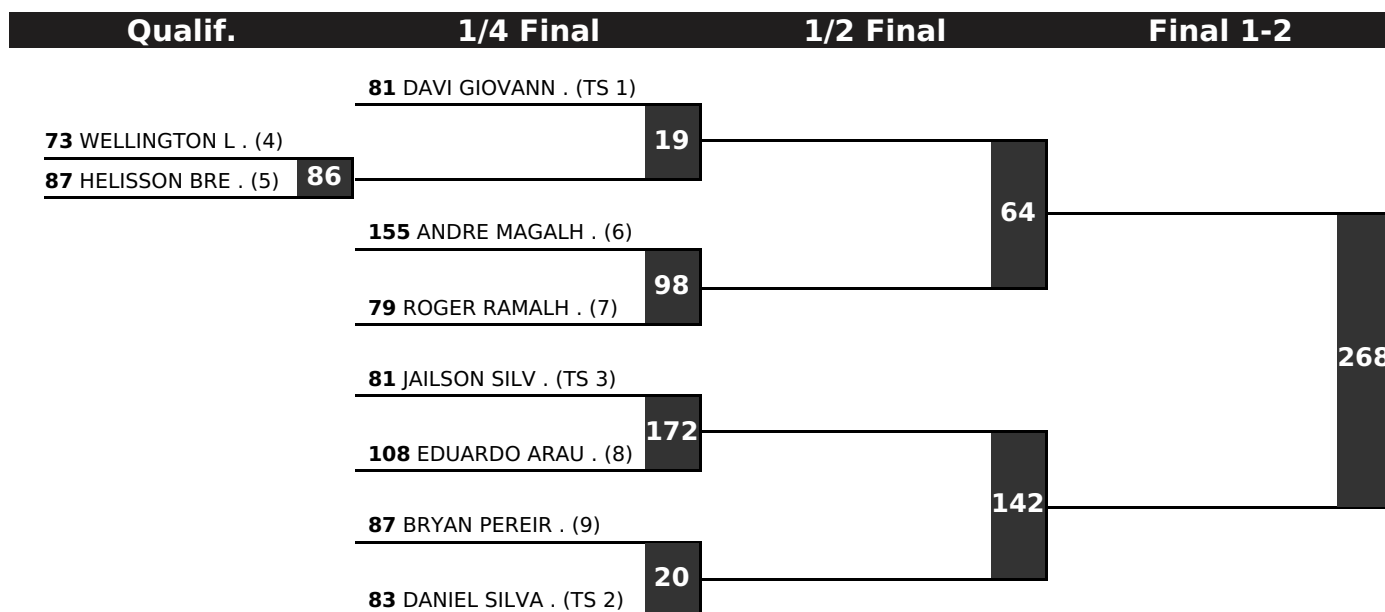 Qualif. 1/4 Final 1/2 Final Final 1-2
81 DAVI GIOVANN . (TS 1)
19
73 WELLINGTON L . (4)
86
87 HELISSON BRE . (5)
64
155 ANDRE MAGALH . (6)
98
79 ROGER RAMALH . (7)
268
81 JAILSON SILV . (TS 3)
172
108 EDUARDO ARAU . (8)
142
87 BRYAN PEREIR . (9)
20
83 DANIEL SILVA . (TS 2)